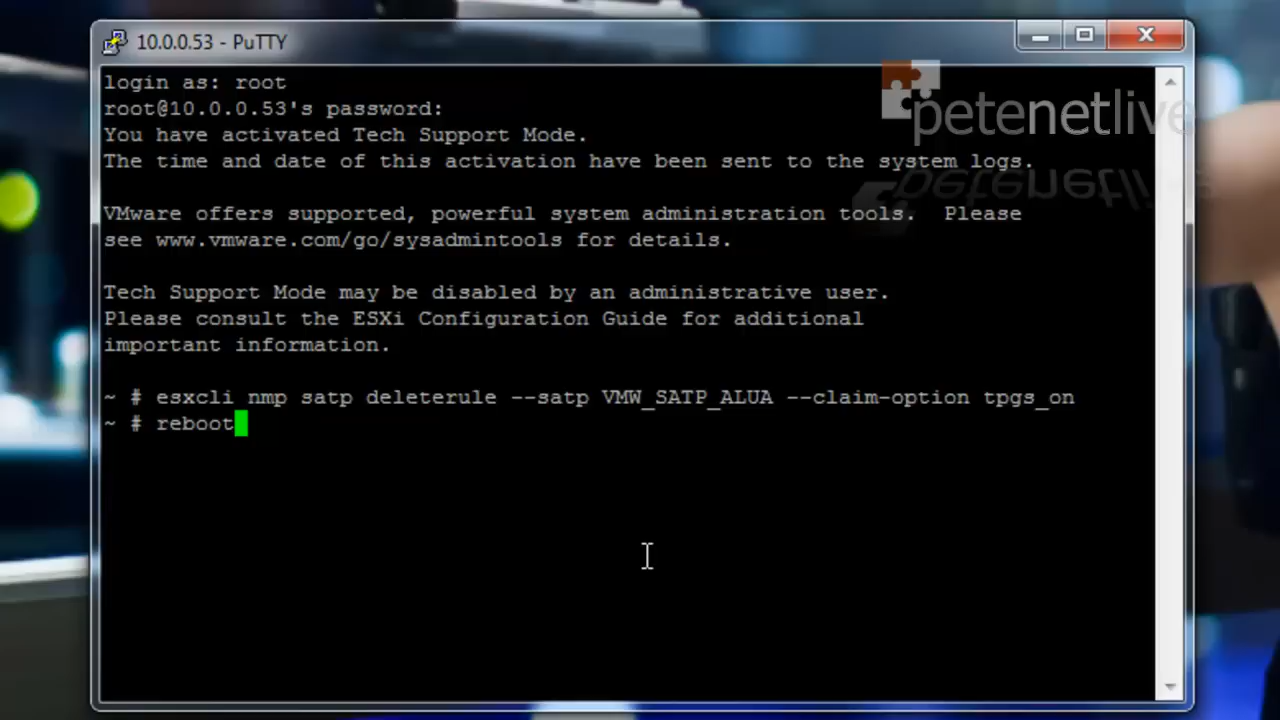 10.0.0.53 - PuTTY
login as: root
root@10.0.0.53's password:
You have activated Tech Support Mode.
The time and date of this activation have been sent to the system logs.
VMware offers supported, powerful system administration tools.  Please
see www.vmware.com/go/sysadmintools for details.
Tech Support Mode may be disabled by an administrative user.
Please consult the ESXi Configuration Guide for additional
important information.
~ # esxcli nmp satp deleterule --satp VMW_SATP_ALUA --claim-option tpgs_on
~ # reboot
petenetlive